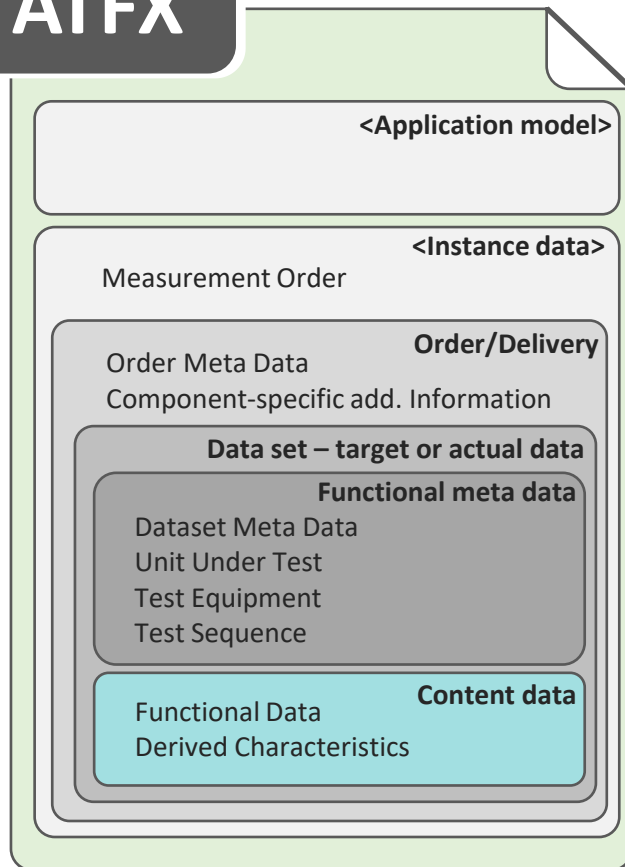 ATFX
<Application model>
<Instance data>
Measurement Order
Order/Delivery
Order Meta Data
Component-specific add. Information
Data set – target or actual data
Functional meta data
Dataset Meta Data
Unit Under Test
Test Equipment
Test Sequence
Content data
Functional Data
Derived Characteristics